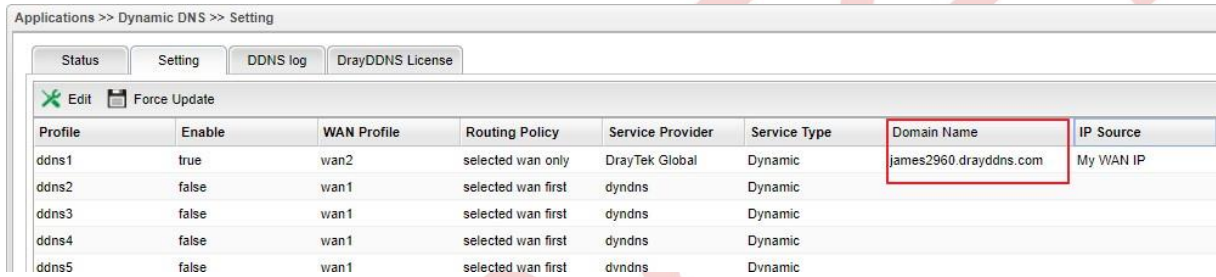 Applications >> Dynamic DNS >> Setting
Status Setting DDNS log DrayDDNS License
Edit Force Update
Profile Enable WAN Profile Routing Policy Service Provider Service Type Domain Name IP Source
ddns1 true wan2 selected wan only DrayTek Global Dynamic james2960.drayddns.com My WAN IP
ddns2 false wan1 selected wan first dyndns Dynamic
ddns3 false wan1 selected wan first dyndns Dynamic
ddns4 false wan1 selected wan first dyndns Dynamic
ddns5 false wan1 selected wan first dyndns Dynamic